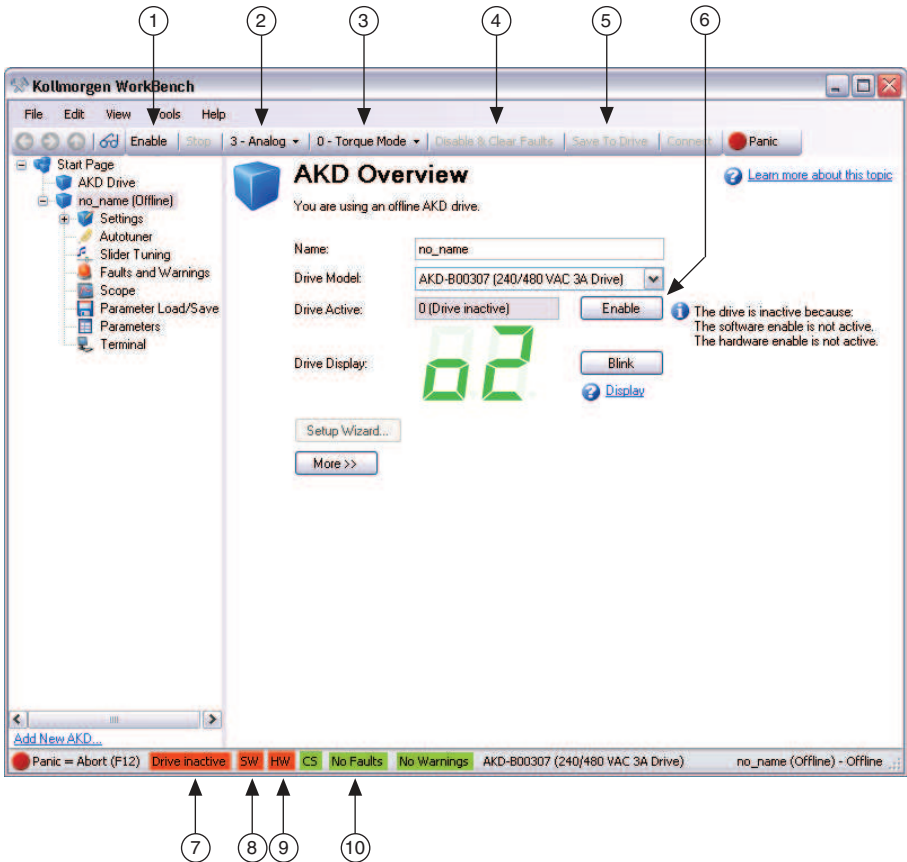 1 2 3 4 5 6
Kollmorgen WorkBench
File Edit View Tools Help
Enable Stop 3 - Analog 0 - Torque Mode Disable & Clear Faults Save To Drive Connect Panic
Start Page
AKD Drive
no_name (Offline)
Settings
Autotuner
Slider Tuning
Faults and Warnings
Scope
Parameter Load/Save
Parameters
Terminal
Add New AKD...
AKD Overview
Learn more about this topic
You are using an offline AKD drive.
Name: no_name
Drive Model: AKD-B00307 (240/480 VAC 3A Drive)
Drive Active: 0 (Drive inactive) Enable
The drive is inactive because:
The software enable is not active.
The hardware enable is not active.
Drive Display: o2 Blink
Display
Setup Wizard...
More >>
Panic = Abort (F12) Drive inactive SW HW CS No Faults No Warnings AKD-B00307 (240/480 VAC 3A Drive) no_name (Offline) - Offline
7 8 9 10